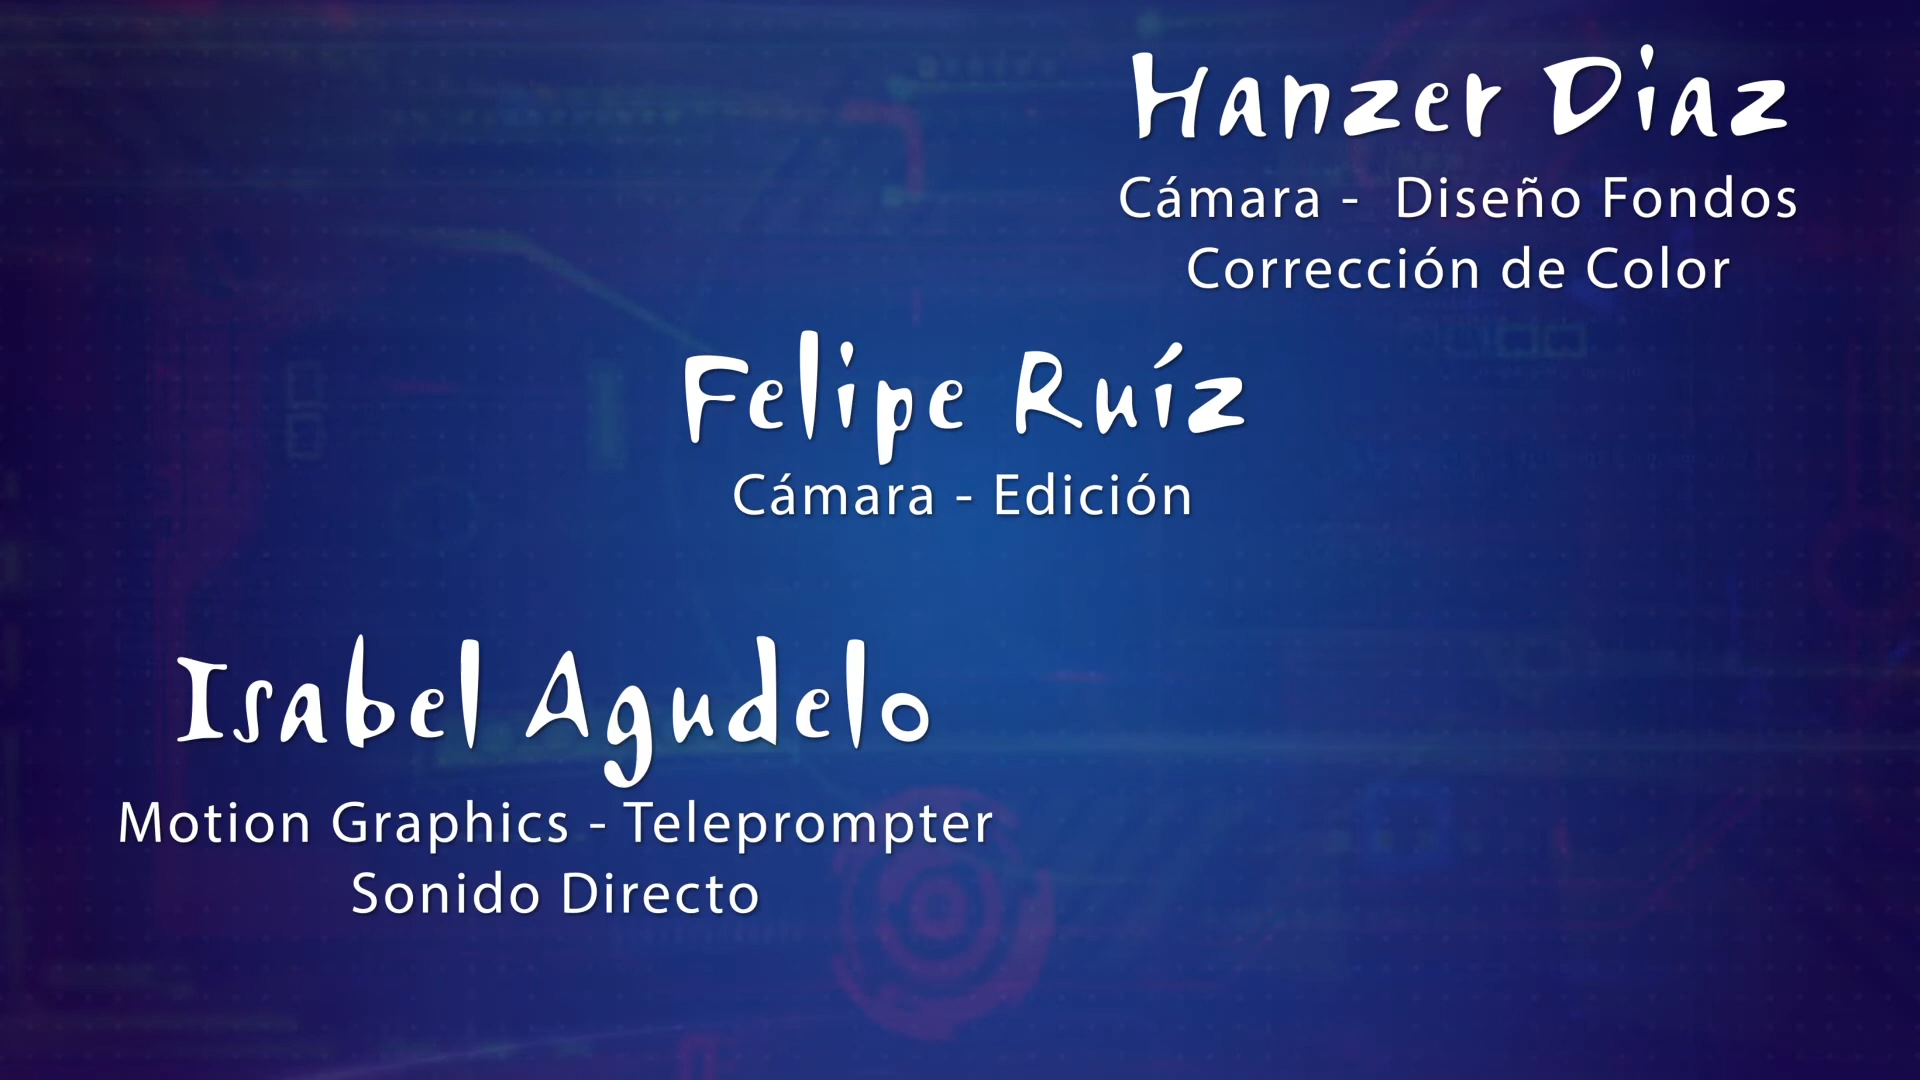 Hanzer Diaz
Cámara -  Diseño Fondos
Corrección de Color
Felipe Ruíz
Cámara - Edición
Isabel Agudelo
Motion Graphics - Teleprompter
Sonido Directo